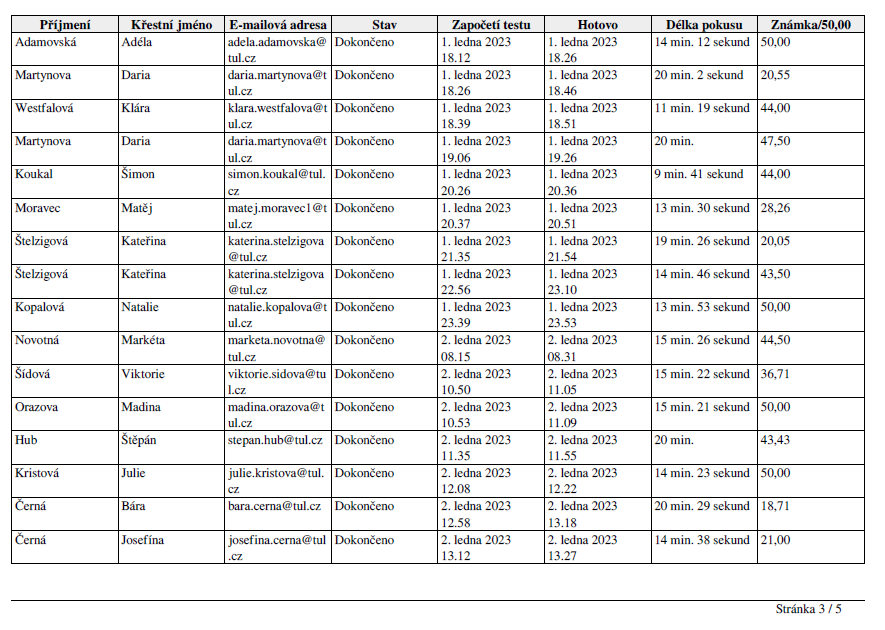 Příjmení Křestní jméno E-mailová adresa Stav Započetí testu Hotovo Délka pokusu Známka/50,00
Adamovská Adéla adela.adamovska@ Dokončeno 1. ledna 2023 1. ledna 2023 14 min. 12 sekund 50,00
tul.cz 18.12 18.26
Martynova Daria daria.martynova@t Dokončeno 1. ledna 2023 1. ledna 2023 20 min. 2 sekund 20,55
ul.cz 18.26 18.46
Westfalová Klára klara.westfalova@t Dokončeno 1. ledna 2023 1. ledna 2023 11 min. 19 sekund 44,00
ul.cz 18.39 18.51
Martynova Daria daria.martynova@t Dokončeno 1. ledna 2023 1. ledna 2023 20 min. 47,50
ul.cz 19.06 19.26
Koukal Šimon simon.koukal@tul. Dokončeno 1. ledna 2023 1. ledna 2023 9 min. 41 sekund 44,00
cz 20.26 20.36
Moravec Matěj matej.moravec1@t Dokončeno 1. ledna 2023 1. ledna 2023 13 min. 30 sekund 28,26
ul.cz 20.37 20.51
Štelzigová Kateřina katerina.stelzigova Dokončeno 1. ledna 2023 1. ledna 2023 19 min. 26 sekund 20,05
@tul.cz 21.35 21.54
Štelzigová Kateřina katerina.stelzigova Dokončeno 1. ledna 2023 1. ledna 2023 14 min. 46 sekund 43,50
@tul.cz 22.56 23.10
Kopalová Natalie natalie.kopalova@t Dokončeno 1. ledna 2023 1. ledna 2023 13 min. 53 sekund 50,00
ul.cz 23.39 23.53
Novotná Markéta marketa.novotna@ Dokončeno 2. ledna 2023 2. ledna 2023 15 min. 26 sekund 44,50
tul.cz 08.15 08.31
Šídová Viktorie viktorie.sidova@tu Dokončeno 2. ledna 2023 2. ledna 2023 15 min. 22 sekund 36,71
l.cz 10.50 11.05
Orazova Madina madina.orazova@t Dokončeno 2. ledna 2023 2. ledna 2023 15 min. 21 sekund 50,00
ul.cz 10.53 11.09
Hub Štěpán stepan.hub@tul.cz Dokončeno 2. ledna 2023 2. ledna 2023 20 min. 43,43
11.35 11.55
Kristová Julie julie.kristova@tul. Dokončeno 2. ledna 2023 2. ledna 2023 14 min. 23 sekund 50,00
cz 12.08 12.22
Černá Bára bara.cerna@tul.cz Dokončeno 2. ledna 2023 2. ledna 2023 20 min. 29 sekund 18,71
12.58 13.18
Černá Josefína josefina.cerna@tul Dokončeno 2. ledna 2023 2. ledna 2023 14 min. 38 sekund 21,00
.cz 13.12 13.27
Stránka 3 / 5